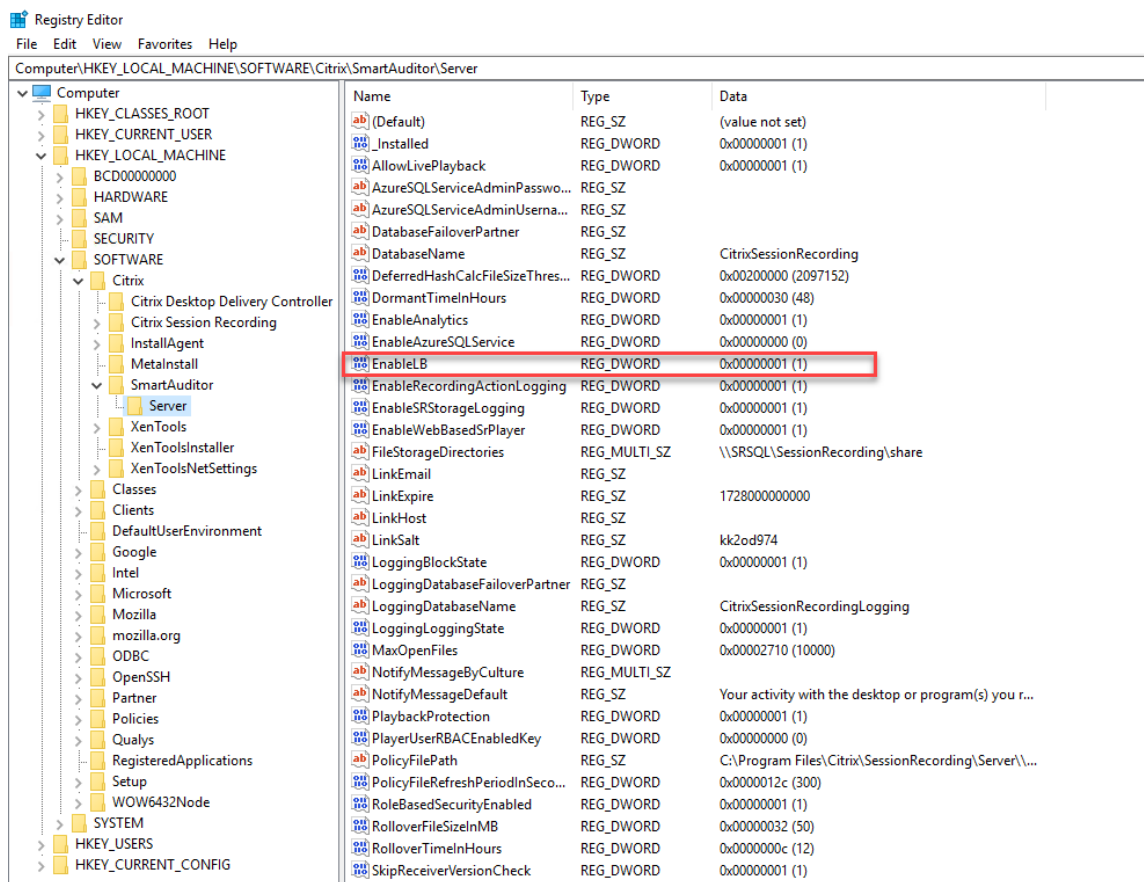 Registry Editor
File Edit View Favorites Help
Computer\HKEY_LOCAL_MACHINE\SOFTWARE\Citrix\SmartAuditor\Server
Computer
HKEY_CLASSES_ROOT
HKEY_CURRENT_USER
HKEY_LOCAL_MACHINE
BCD00000000
HARDWARE
SAM
SECURITY
SOFTWARE
Citrix
Citrix Desktop Delivery Controller
Citrix Session Recording
InstallAgent
MetaInstall
SmartAuditor
Server
XenTools
XenToolsInstaller
XenToolsNetSettings
Classes
Clients
DefaultUserEnvironment
Google
Intel
Microsoft
Mozilla
mozilla.org
ODBC
OpenSSH
Partner
Policies
Qualys
RegisteredApplications
Setup
WOW6432Node
SYSTEM
HKEY_USERS
HKEY_CURRENT_CONFIG
Name Type Data
(Default) REG_SZ (value not set)
_Installed REG_DWORD 0x00000001 (1)
AllowLivePlayback REG_DWORD 0x00000001 (1)
AzureSQLServiceAdminPasswo... REG_SZ
AzureSQLServiceAdminUserna... REG_SZ
DatabaseFailoverPartner REG_SZ
DatabaseName REG_SZ CitrixSessionRecording
DeferredHashCalcFileSizeThres... REG_DWORD 0x00200000 (2097152)
DormantTimeInHours REG_DWORD 0x00000030 (48)
EnableAnalytics REG_DWORD 0x00000001 (1)
EnableAzureSQLService REG_DWORD 0x00000000 (0)
EnableLB REG_DWORD 0x00000001 (1)
EnableRecordingActionLogging REG_DWORD 0x00000001 (1)
EnableSRStorageLogging REG_DWORD 0x00000001 (1)
EnableWebBasedSrPlayer REG_DWORD 0x00000001 (1)
FileStorageDirectories REG_MULTI_SZ \\SRSQL\SessionRecording\share
LinkEmail REG_SZ
LinkExpire REG_SZ 1728000000000
LinkHost REG_SZ
LinkSalt REG_SZ kk2od974
LoggingBlockState REG_DWORD 0x00000001 (1)
LoggingDatabaseFailoverPartner REG_SZ
LoggingDatabaseName REG_SZ CitrixSessionRecordingLogging
LoggingLoggingState REG_DWORD 0x00000001 (1)
MaxOpenFiles REG_DWORD 0x00002710 (10000)
NotifyMessageByCulture REG_MULTI_SZ
NotifyMessageDefault REG_SZ Your activity with the desktop or program(s) you r...
PlaybackProtection REG_DWORD 0x00000001 (1)
PlayerUserRBACEnabledKey REG_DWORD 0x00000000 (0)
PolicyFilePath REG_SZ C:\Program Files\Citrix\SessionRecording\Server\\...
PolicyFileRefreshPeriodInSeco... REG_DWORD 0x0000012c (300)
RoleBasedSecurityEnabled REG_DWORD 0x00000001 (1)
RolloverFileSizeInMB REG_DWORD 0x00000032 (50)
RolloverTimeInHours REG_DWORD 0x0000000c (12)
SkipReceiverVersionCheck REG_DWORD 0x00000001 (1)